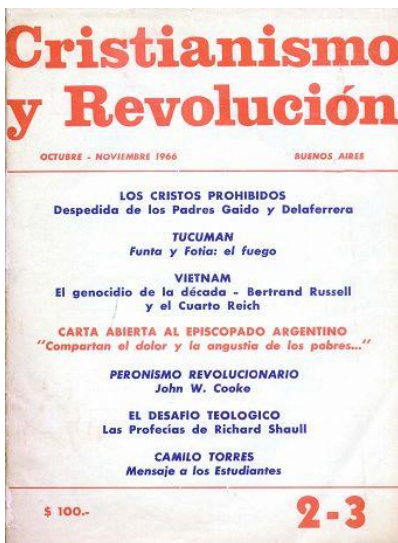 Cristianismo
y Revolución
OCTUBRE - NOVIEMBRE 1966 BUENOS AIRES
LOS CRISTOS PROHIBIDOS
Despedida de los Padres Gaido y Delaferrera
TUCUMAN
Funta y Fotia: el fuego
VIETNAM
El genocidio de la década - Bertrand Russell
y el Cuarto Reich
CARTA ABIERTA AL EPISCOPADO ARGENTINO
"Compartan el dolor y la angustia de los pobres..."
PERONISMO REVOLUCIONARIO
John W. Cooke
EL DESAFIO TEOLOGICO
Las Profecías de Richard Shaull
CAMILO TORRES
Mensaje a los Estudiantes
$ 100.- 2-3